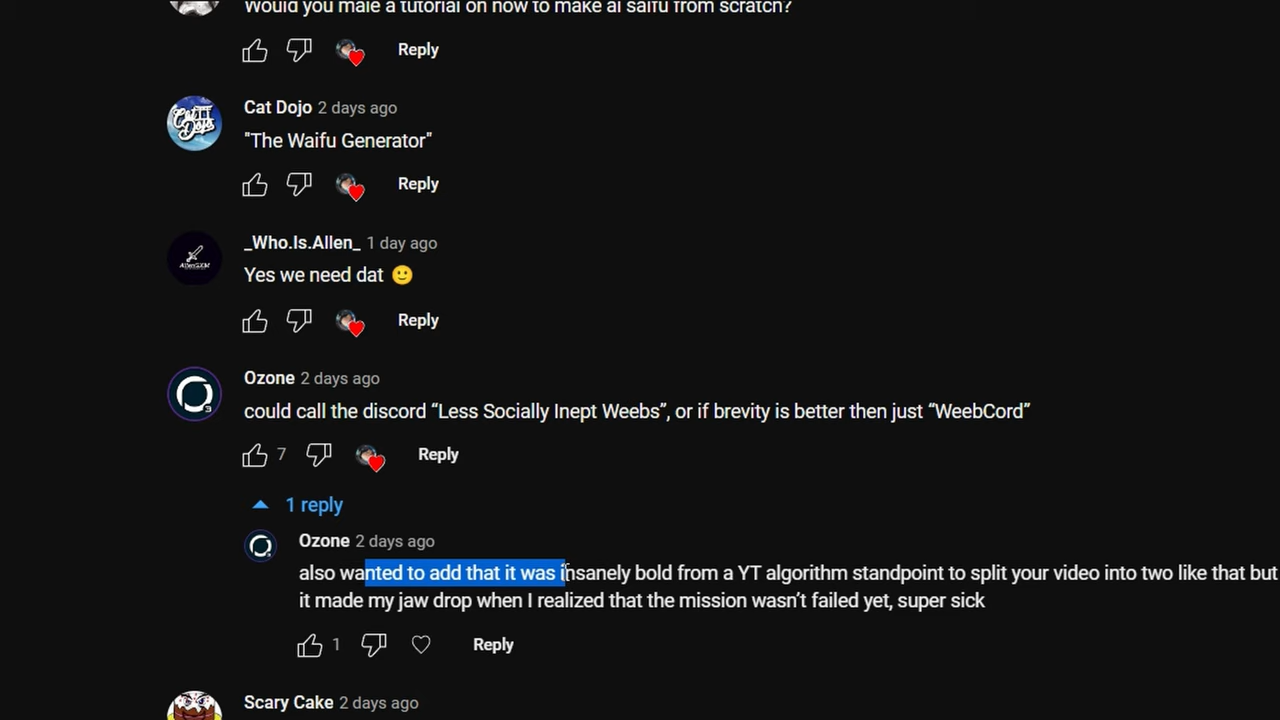 Would you male a tutorial on how to make ai saifu from scratch?
Reply
Cat Dojo 2 days ago
"The Waifu Generator"
Reply
_Who.Is.Allen_ 1 day ago
Yes we need dat 🙂
Reply
Ozone 2 days ago
could call the discord “Less Socially Inept Weebs”, or if brevity is better then just “WeebCord”
7 Reply
1 reply
Ozone 2 days ago
also wanted to add that it was insanely bold from a YT algorithm standpoint to split your video into two like that but
it made my jaw drop when I realized that the mission wasn’t failed yet, super sick
1 Reply
Scary Cake 2 days ago